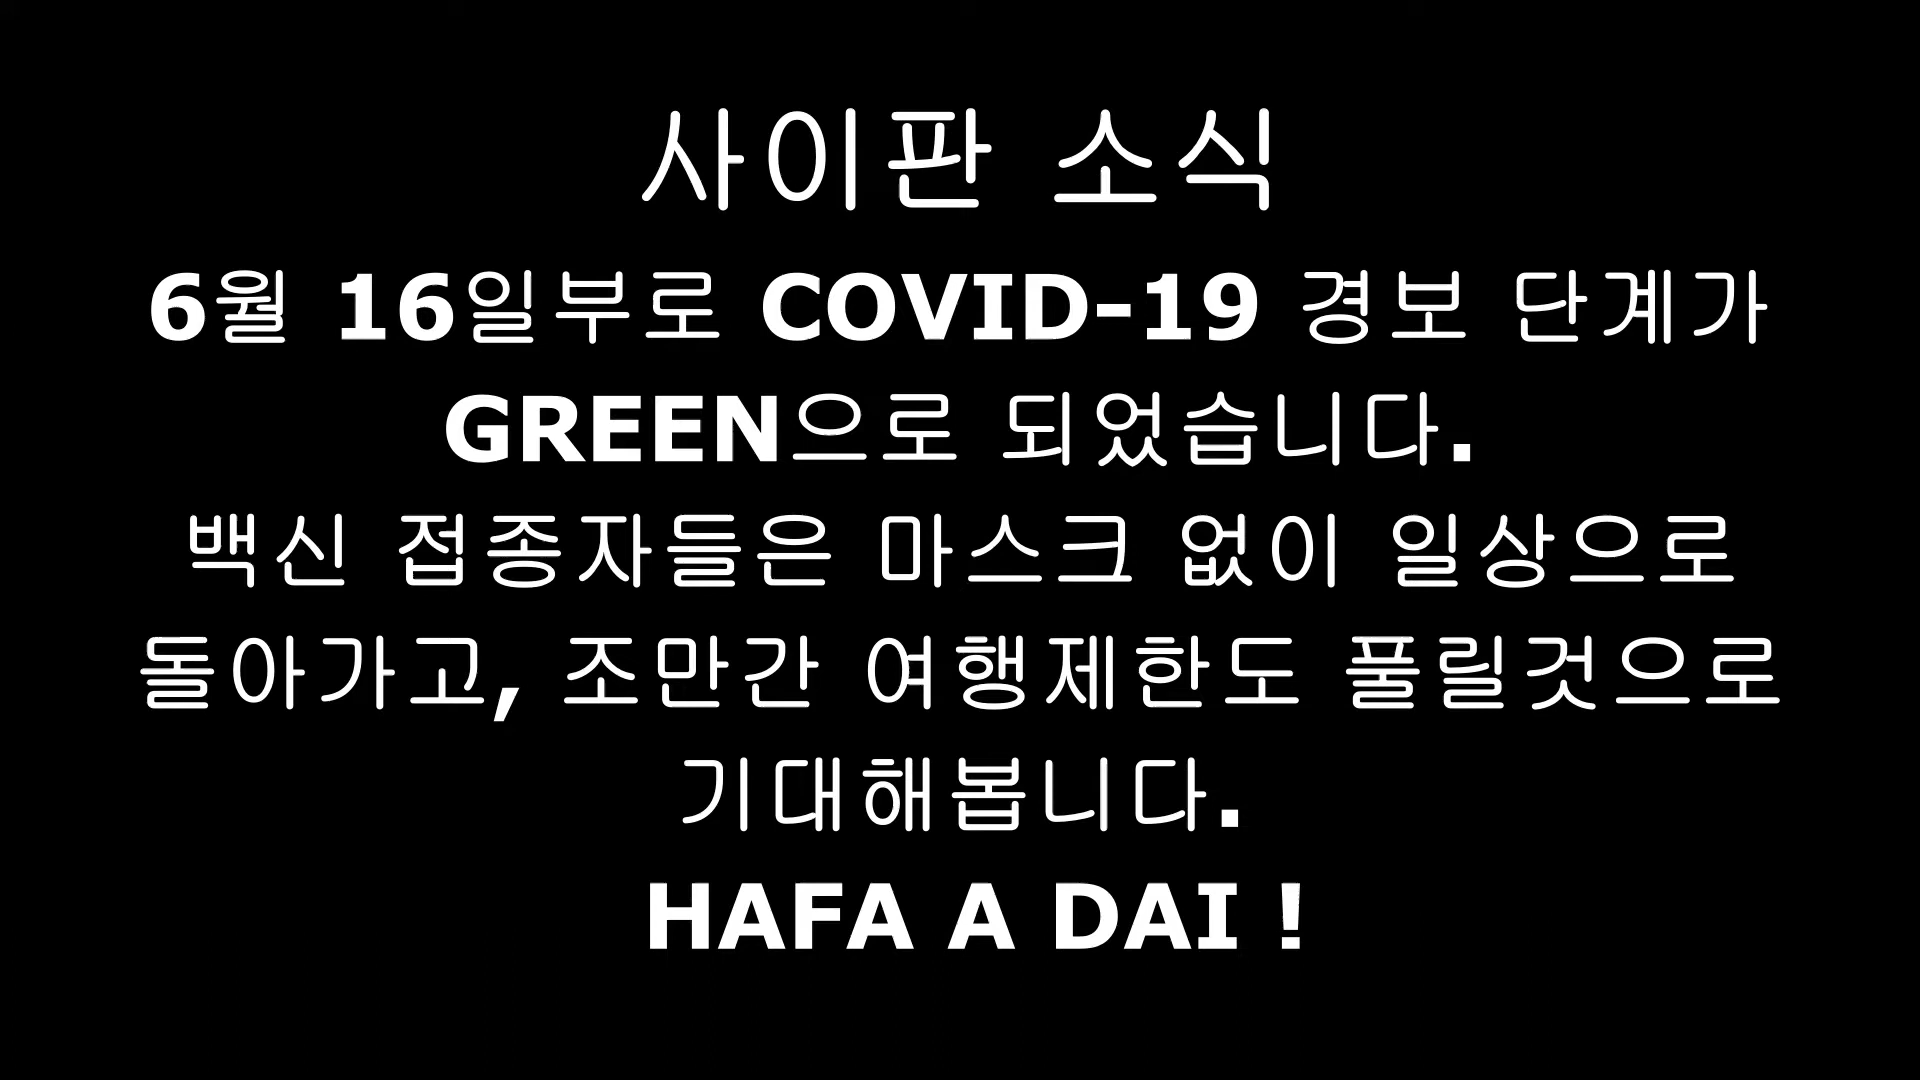 사이판 소식
6월 16일부로 COVID-19 경보 단계가
GREEN으로 되었습니다.
백신 접종자들은 마스크 없이 일상으로
돌아가고, 조만간 여행제한도 풀릴것으로
기대해봅니다.
HAFA A DAI !